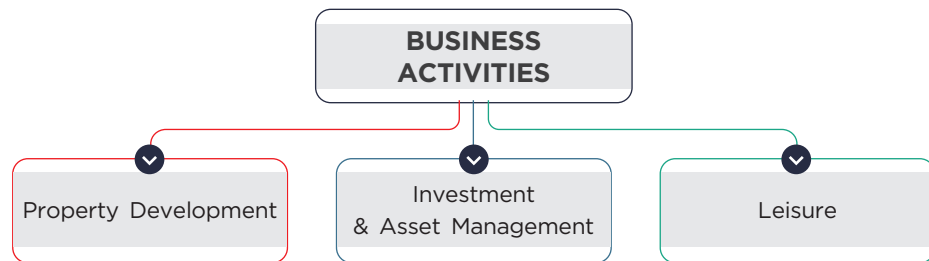 BUSINESS
ACTIVITIES
Property Development
Investment
& Asset Management
Leisure